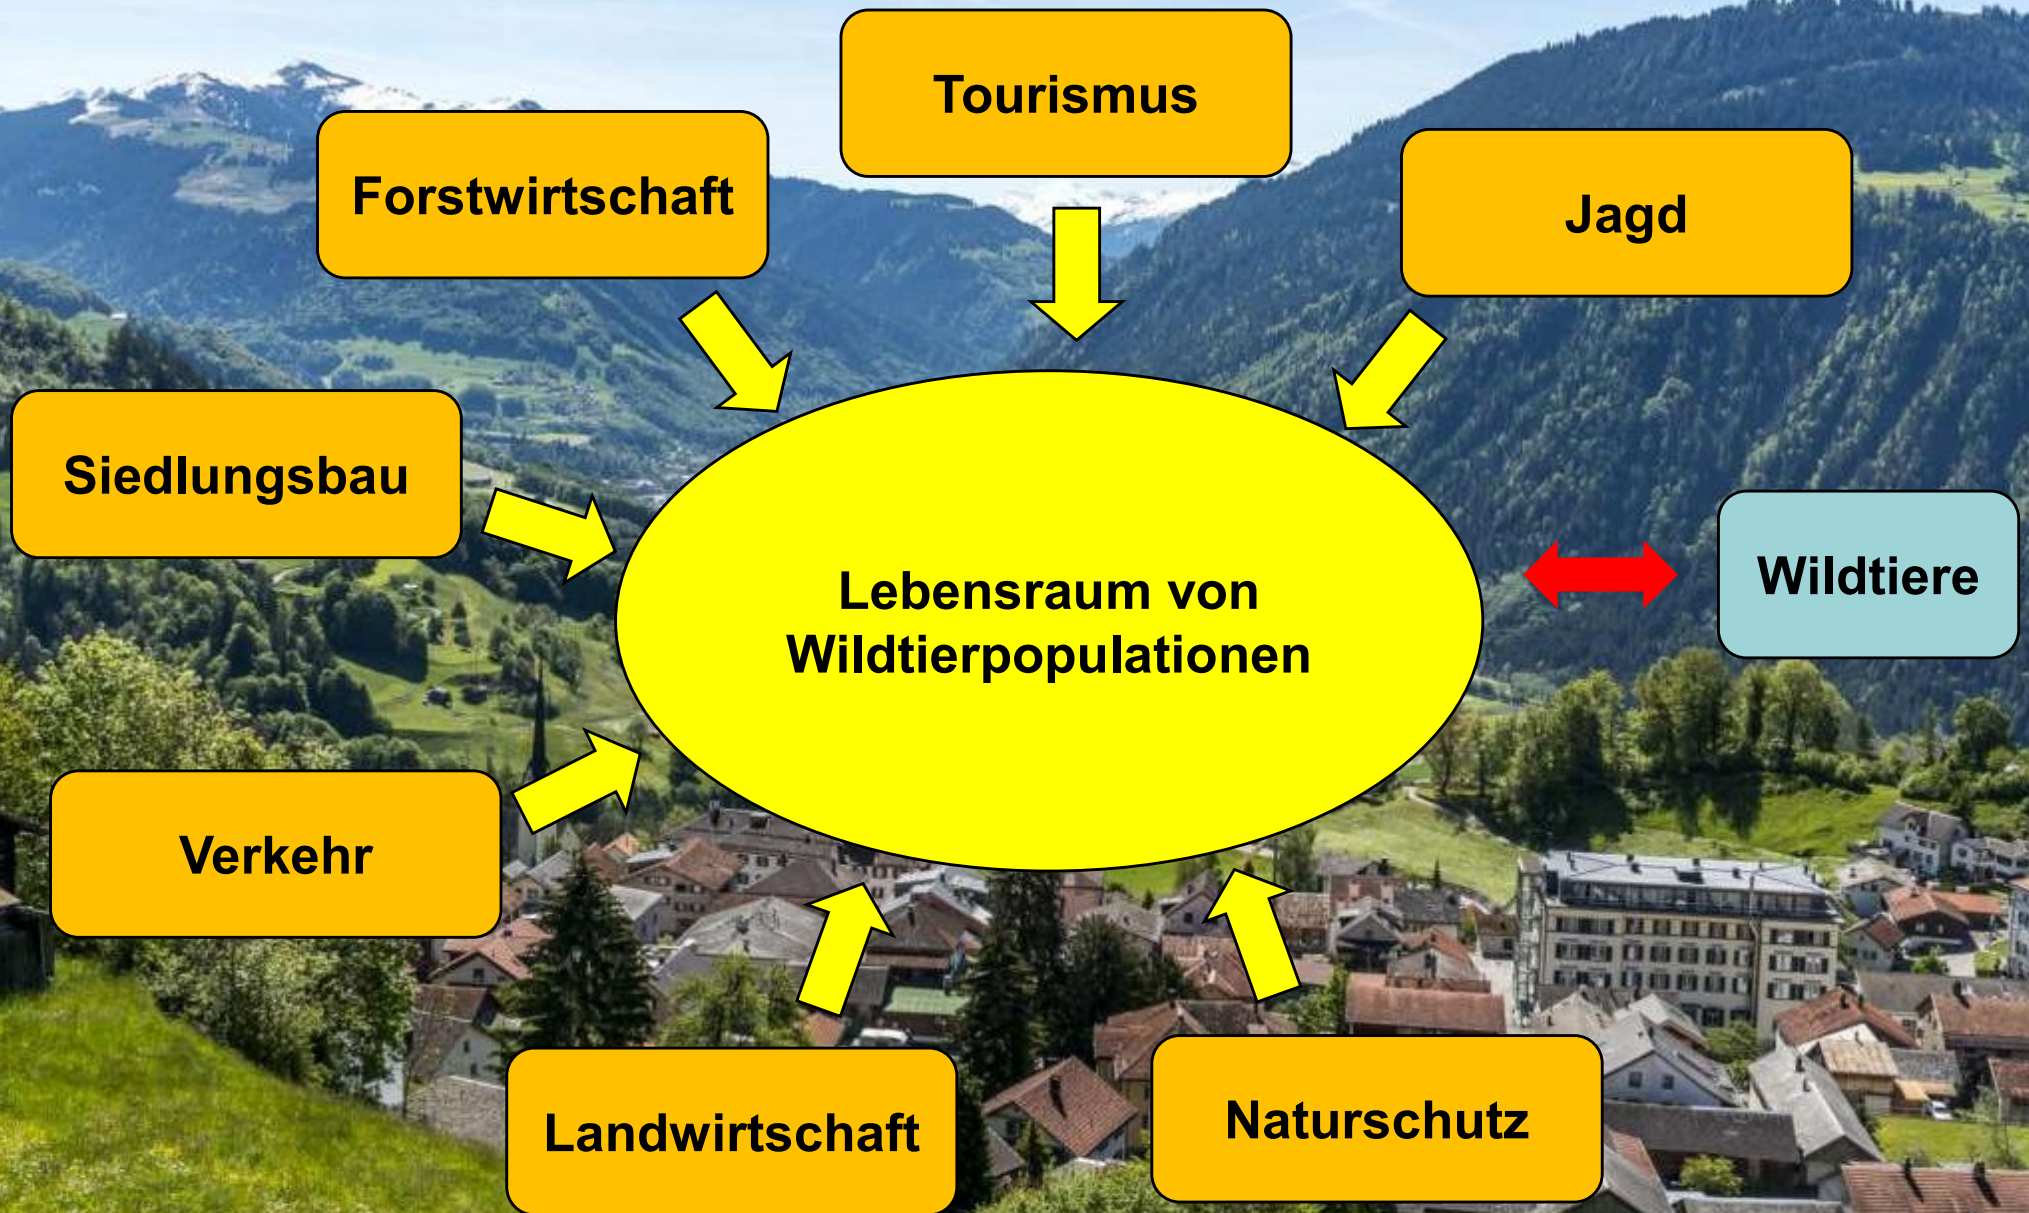 Tourismus
Forstwirtschaft
Jagd
Siedlungsbau
Wildtiere
Lebensraum von
Wildtierpopulationen
Verkehr
Landwirtschaft
Naturschutz